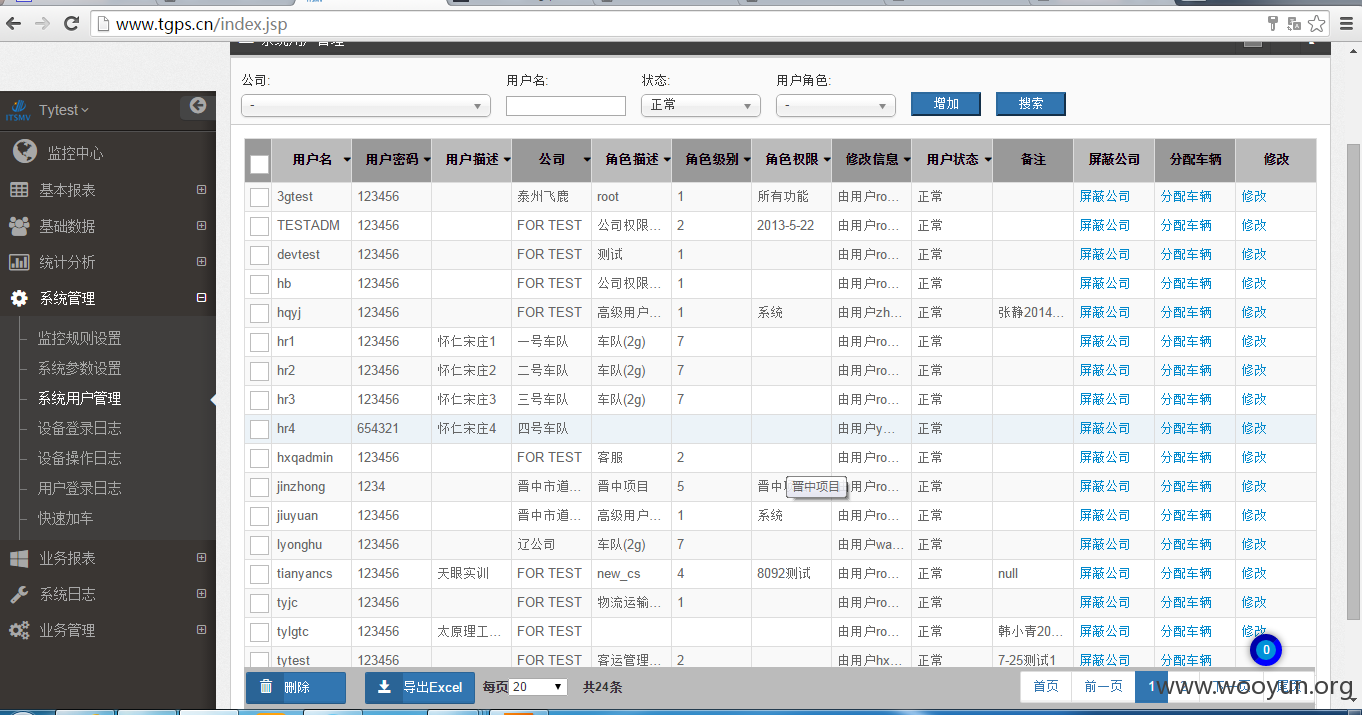 www.tgps.cn/index.jsp
系统用户管理
公司: 用户名: 状态: 用户角色:
- 正常 - 增加 搜索
ITSMV Tytest
监控中心
基本报表
基础数据
统计分析
系统管理
监控规则设置
系统参数设置
系统用户管理
设备登录日志
设备操作日志
用户登录日志
快速加车
业务报表
系统日志
业务管理
用户名 用户密码 用户描述 公司 角色描述 角色级别 角色权限 修改信息 用户状态 备注 屏蔽公司 分配车辆 修改
3gtest 123456 泰州飞鹿 root 1 所有功能 由用户ro... 正常 屏蔽公司 分配车辆 修改
TESTADM 123456 FOR TEST 公司权限... 2 2013-5-22 由用户ro... 正常 屏蔽公司 分配车辆 修改
devtest 123456 FOR TEST 测试 1 由用户ro... 正常 屏蔽公司 分配车辆 修改
hb 123456 FOR TEST 公司权限... 1 由用户ro... 正常 屏蔽公司 分配车辆 修改
hqyj 123456 FOR TEST 高级用户... 1 系统 由用户zh... 正常 张静2014... 屏蔽公司 分配车辆 修改
hr1 123456 怀仁宋庄1 一号车队 车队(2g) 7 由用户ro... 正常 屏蔽公司 分配车辆 修改
hr2 123456 怀仁宋庄2 二号车队 车队(2g) 7 由用户ro... 正常 屏蔽公司 分配车辆 修改
hr3 123456 怀仁宋庄3 三号车队 车队(2g) 7 由用户ro... 正常 屏蔽公司 分配车辆 修改
hr4 654321 怀仁宋庄4 四号车队 由用户y... 正常 屏蔽公司 分配车辆 修改
hxqadmin 123456 FOR TEST 客服 2 由用户ro... 正常 屏蔽公司 分配车辆 修改
jinzhong 1234 晋中市道... 晋中项目 5 晋中 晋中项目 用户ro... 正常 屏蔽公司 分配车辆 修改
jiuyuan 123456 晋中市道... 高级用户... 1 系统 由用户ro... 正常 屏蔽公司 分配车辆 修改
lyonghu 123456 辽公司 车队(2g) 7 由用户wa... 正常 屏蔽公司 分配车辆 修改
tianyancs 123456 天眼实训 FOR TEST new_cs 4 8092测试 由用户ro... 正常 null 屏蔽公司 分配车辆 修改
tyjc 123456 FOR TEST 物流运输... 1 由用户ro... 正常 屏蔽公司 分配车辆 修改
tylgtc 123456 太原理工... FOR TEST 由用户ro... 正常 韩小青20... 屏蔽公司 分配车辆 修改
tytest 123456 FOR TEST 客运管理... 2 由用户hx... 正常 7-25测试1 屏蔽公司 分配车辆 修改
0
删除 导出Excel 每页 20 共24条 首页 前一页 1
www.wooyun.org